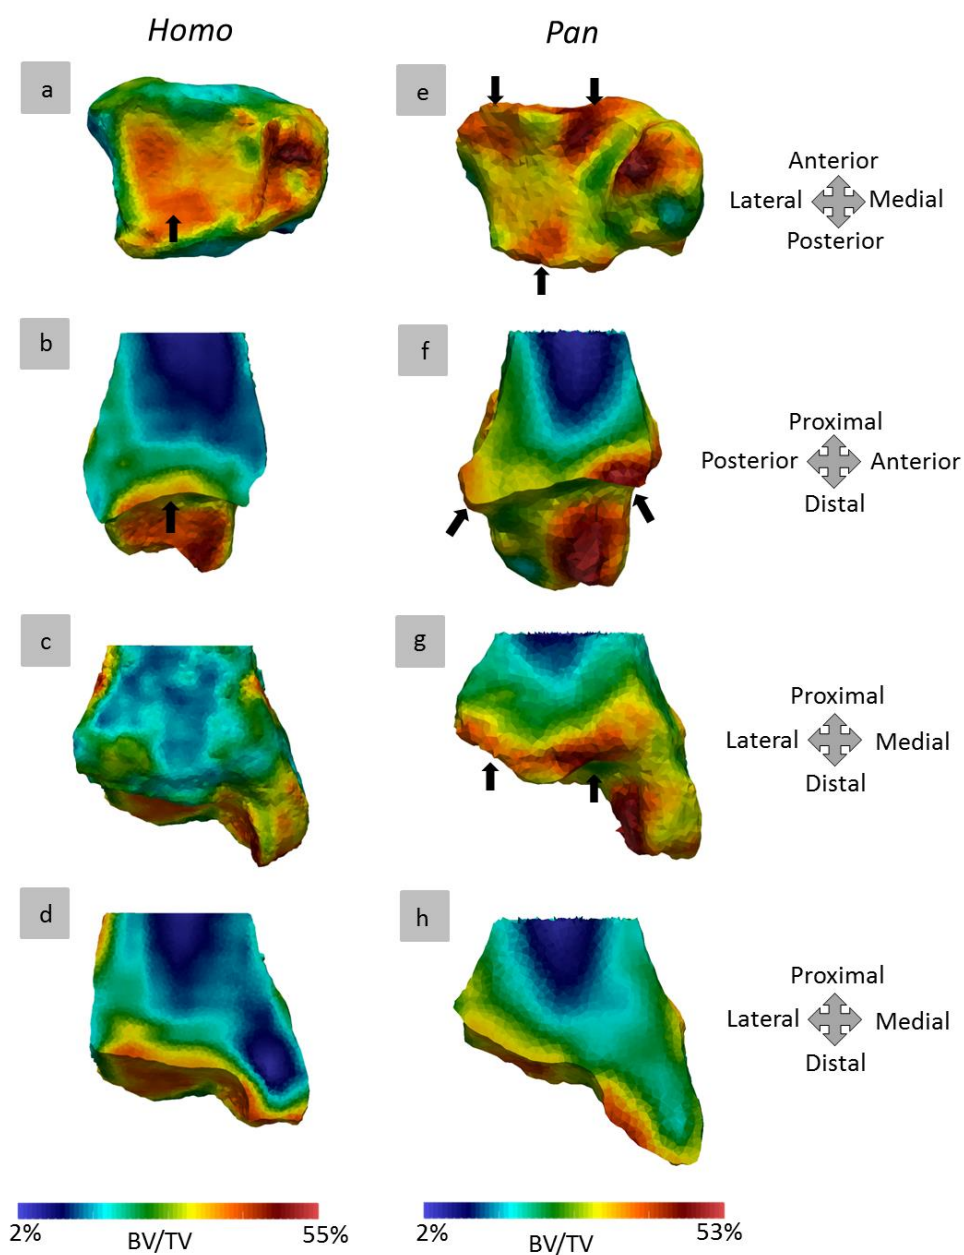 Homo
Pan
a
e
Anterior
Lateral Medial
Posterior
b
f
Proximal
Posterior Anterior
Distal
c
g
Proximal
Lateral Medial
Distal
d
h
Proximal
Lateral Medial
Distal
2% BV/TV 55%
2% BV/TV 53%